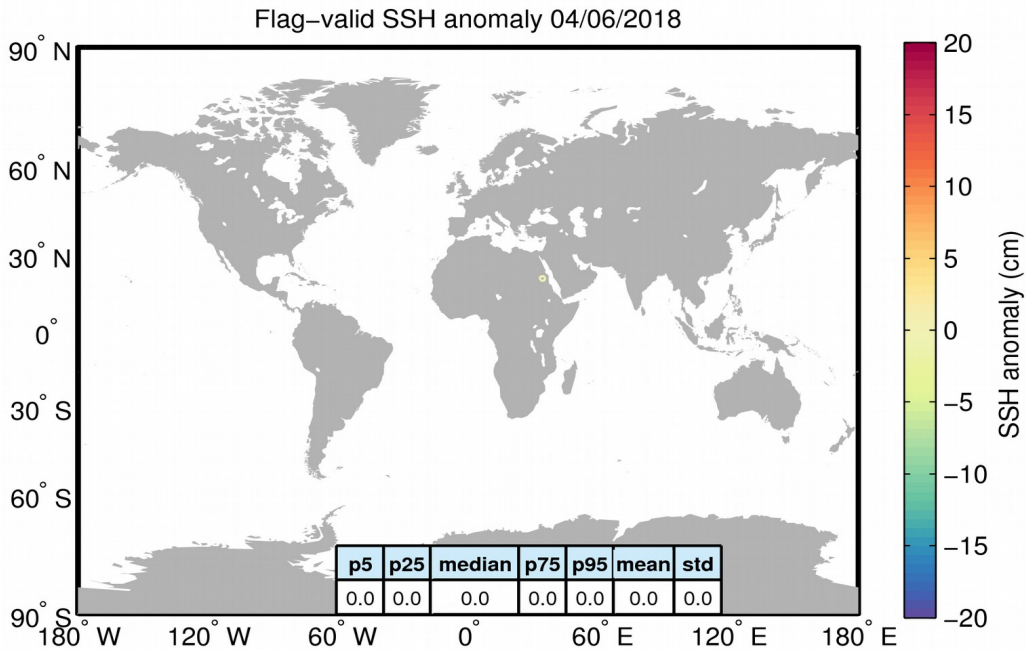 Flag−valid SSH anomaly 04/06/2018
90° N
60° N
30° N
0°
30° S
60° S
90° S
180° W
120° W
60° W
0°
60° E
120° E
180° E
p5 p25 median p75 p95 mean std
0.0 0.0 0.0 0.0 0.0 0.0 0.0
20
15
10
5
0
−5
−10
−15
−20
SSH anomaly (cm)